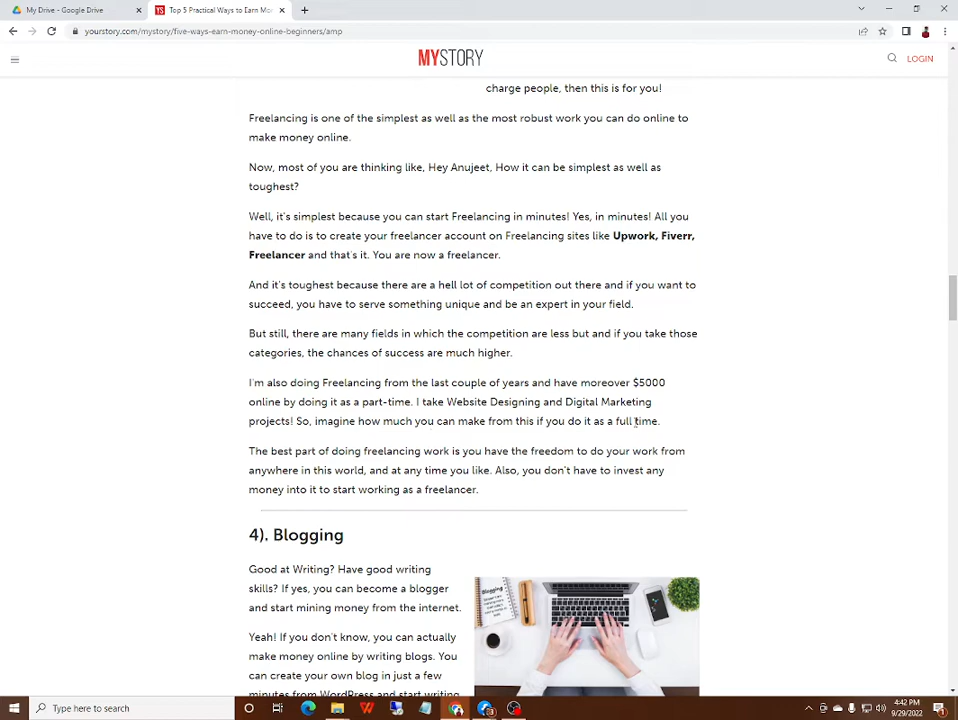 My Drive - Google Drive
Top 5 Practical Ways to Earn Mo
yourstory.com/mystory/five-ways-earn-money-online-beginners/amp
MYSTORY
LOGIN
charge people, then this is for you!
Freelancing is one of the simplest as well as the most robust work you can do online to
make money online.
Now, most of you are thinking like, Hey Anujeet, How it can be simplest as well as
toughest?
Well, it's simplest because you can start Freelancing in minutes! Yes, in minutes! All you
have to do is to create your freelancer account on Freelancing sites like Upwork, Fiverr,
Freelancer and that's it. You are now a freelancer.
And it's toughest because there are a hell lot of competition out there and if you want to
succeed, you have to serve something unique and be an expert in your field.
But still, there are many fields in which the competition are less but and if you take those
categories, the chances of success are much higher.
I'm also doing Freelancing from the last couple of years and have moreover $5000
online by doing it as a part-time. I take Website Designing and Digital Marketing
projects! So, imagine how much you can make from this if you do it as a full time.
The best part of doing freelancing work is you have the freedom to do your work from
anywhere in this world, and at any time you like. Also, you don't have to invest any
money into it to start working as a freelancer.
4). Blogging
Good at Writing? Have good writing
skills? If yes, you can become a blogger
and start mining money from the internet.
Yeah! If you don't know, you can actually
make money online by writing blogs. You
can create your own blog in just a few
minutes from WordPress and start writing
Blogging
Type here to search
4:42 PM
9/29/2022